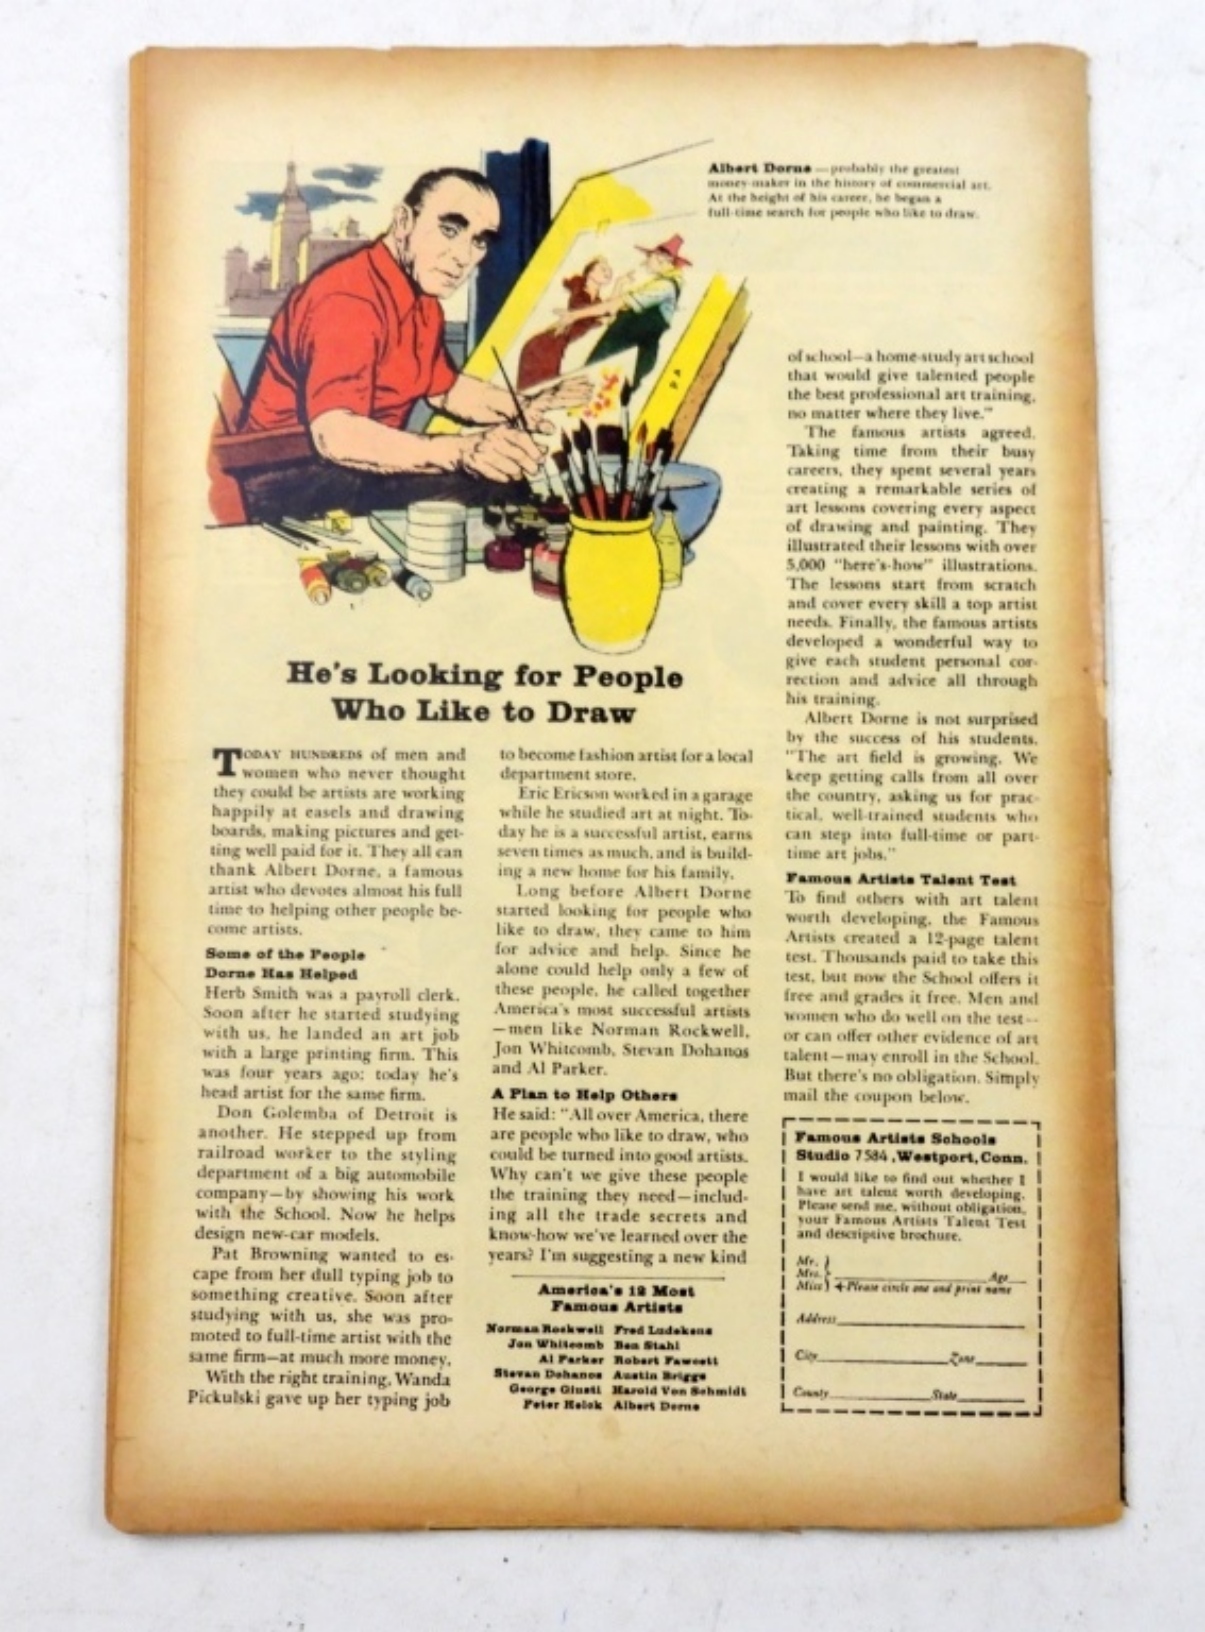 Albert Dorne — probably the greatest
money-maker in the history of commercial art.
At the height of his career, he began a
full-time search for people who like to draw.
He's Looking for People
Who Like to Draw
TODAY HUNDREDS of men and
women who never thought
they could be artists are working
happily at easels and drawing
boards, making pictures and get-
ting well paid for it. They all can
thank Albert Dorne, a famous
artist who devotes almost his full
time to helping other people be-
come artists.
Some of the People
Dorne Has Helped
Herb Smith was a payroll clerk.
Soon after he started studying
with us, he landed an art job
with a large printing firm. This
was four years ago; today he's
head artist for the same firm.
Don Golemba of Detroit is
another. He stepped up from
railroad worker to the styling
department of a big automobile
company—by showing his work
with the School. Now he helps
design new-car models.
Pat Browning wanted to es-
cape from her dull typing job to
something creative. Soon after
studying with us, she was pro-
moted to full-time artist with the
same firm—at much more money.
With the right training, Wanda
Pickulski gave up her typing job
to become fashion artist for a local
department store.
Eric Ericson worked in a garage
while he studied art at night. To-
day he is a successful artist, earns
seven times as much, and is build-
ing a new home for his family.
Long before Albert Dorne
started looking for people who
like to draw, they came to him
for advice and help. Since he
alone could help only a few of
these people, he called together
America's most successful artists
—men like Norman Rockwell,
Jon Whitcomb, Stevan Dohanos
and Al Parker.
A Plan to Help Others
He said: "All over America, there
are people who like to draw, who
could be turned into good artists.
Why can't we give these people
the training they need—includ-
ing all the trade secrets and
know-how we've learned over the
years? I'm suggesting a new kind
America's 12 Most
Famous Artists
Norman Rockwell Fred Ludekens
Jon Whitcomb Ben Stahl
Al Parker Robert Fawcett
Stevan Dohanos Austin Briggs
George Giusti Harold Von Schmidt
Peter Helck Albert Dorne
of school—a home-study art school
that would give talented people
the best professional art training,
no matter where they live."
The famous artists agreed.
Taking time from their busy
careers, they spent several years
creating a remarkable series of
art lessons covering every aspect
of drawing and painting. They
illustrated their lessons with over
5,000 "here's-how" illustrations.
The lessons start from scratch
and cover every skill a top artist
needs. Finally, the famous artists
developed a wonderful way to
give each student personal cor-
rection and advice all through
his training.
Albert Dorne is not surprised
by the success of his students.
"The art field is growing. We
keep getting calls from all over
the country, asking us for prac-
tical, well-trained students who
can step into full-time or part-
time art jobs."
Famous Artists Talent Test
To find others with art talent
worth developing, the Famous
Artists created a 12-page talent
test. Thousands paid to take this
test, but now the School offers it
free and grades it free. Men and
women who do well on the test—
or can offer other evidence of art
talent—may enroll in the School.
But there's no obligation. Simply
mail the coupon below.
Famous Artists Schools
Studio 7584, Westport, Conn.
I would like to find out whether I
have art talent worth developing.
Please send me, without obligation,
your Famous Artists Talent Test
and descriptive brochure.
Mr.
Mrs. Age
Miss Please circle one and print name
Address
City Zone
County State